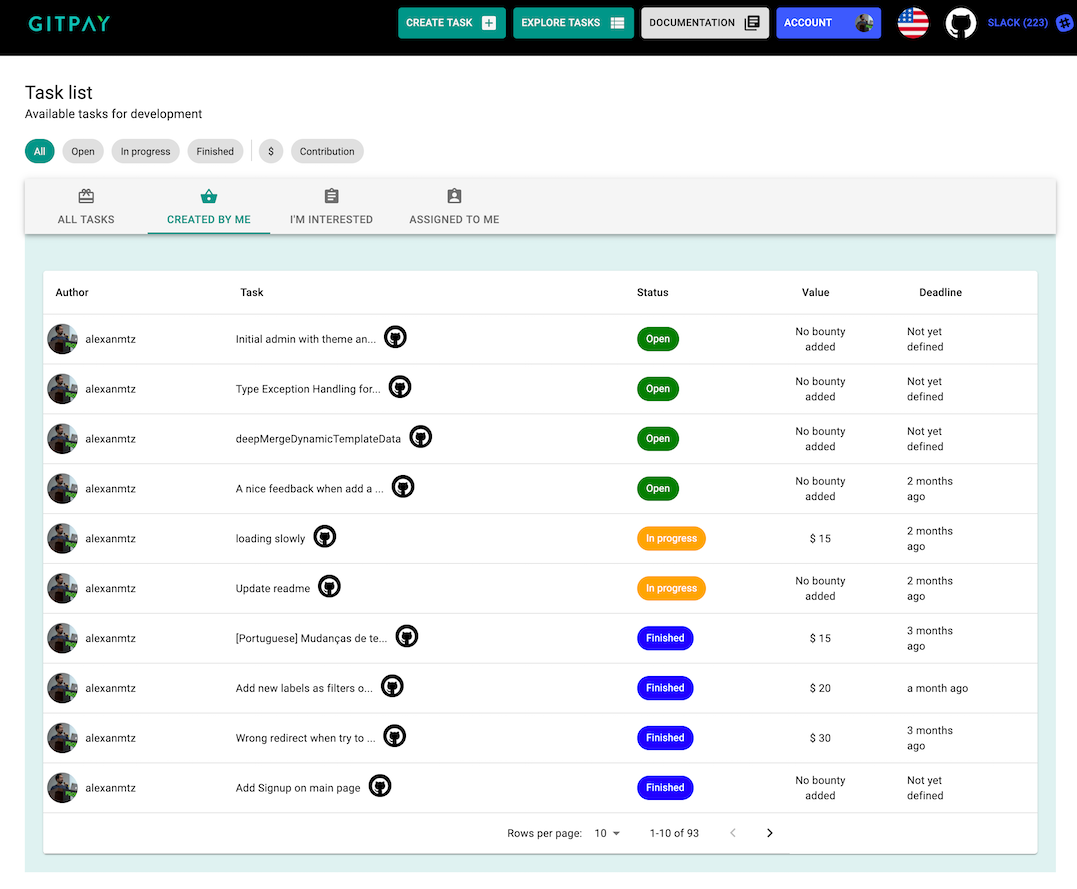 GITPAY
CREATE TASK
EXPLORE TASKS
DOCUMENTATION
ACCOUNT
SLACK (223)
Task list
Available tasks for development
All
Open
In progress
Finished
$
Contribution
ALL TASKS
CREATED BY ME
I'M INTERESTED
ASSIGNED TO ME
Author Task Status Value Deadline
alexanmtz Initial admin with theme an... Open No bounty added Not yet defined
alexanmtz Type Exception Handling for... Open No bounty added Not yet defined
alexanmtz deepMergeDynamicTemplateData Open No bounty added Not yet defined
alexanmtz A nice feedback when add a ... Open No bounty added 2 months ago
alexanmtz loading slowly In progress $ 15 2 months ago
alexanmtz Update readme In progress No bounty added 2 months ago
alexanmtz [Portuguese] Mudanças de te... Finished $ 15 3 months ago
alexanmtz Add new labels as filters o... Finished $ 20 a month ago
alexanmtz Wrong redirect when try to ... Finished $ 30 3 months ago
alexanmtz Add Signup on main page Finished No bounty added Not yet defined
Rows per page: 10 1-10 of 93